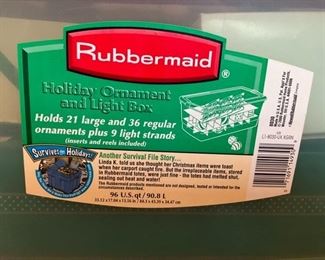 Rubbermaid
®
Holiday Ornament
and Light Box
Holds 21 large and 36 regular
ornaments plus 9 light strands
(inserts and reels included)
Survives the Holidays!
Another Survival File Story...
Linda K. told us she thought her Christmas items were toast
when her carport caught fire. But the irreplaceable items, stored
in Rubbermaid totes, were just fine - the totes had melted shut,
sealing out heat and water!
The Rubbermaid products mentioned are not designed, tested or intended for
the circumstances described.
96 U.S. qt/90.8 L